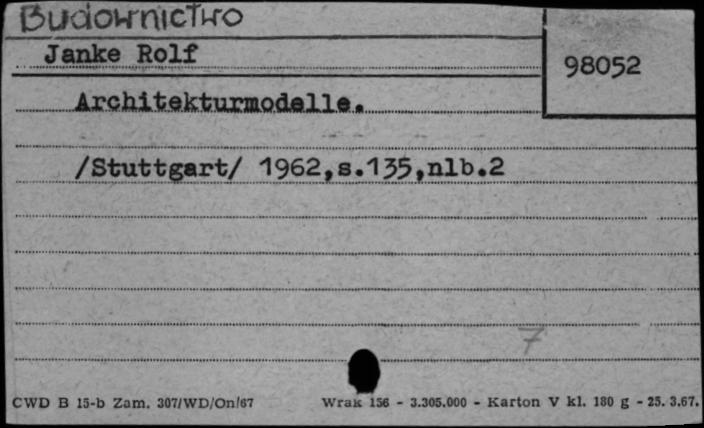 Budownictwo
Janke Rolf
98052
Architekturmodelle.
/Stuttgart/ 1962,s.135,nlb.2
7
CWD B 15-b Zam. 307/WD/On/67 Wrak 156 - 3.305.000 - Karton V kl. 180 g - 25. 3.67.